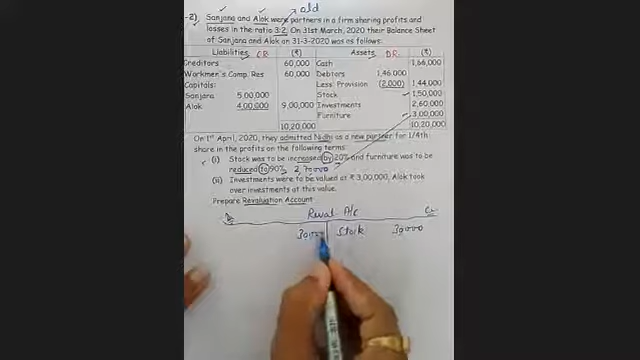 old
-2) Sanjana and Alok were partners in a firm sharing profits and
losses in the ratio 3:2. On 31st March, 2020 their Balance Sheet
of Sanjana and Alok on 31-3-2020 was as follows:
Liabilities CR. (₹) Assets DR. (₹)
Creditors 60,000 Cash 1,66,000
Workmen's Comp. Res 60,000 Debtors 1,46,000
Capitals: Less: Provision (2,000) 1,44,000
Sanjana 5,00,000 Stock 1,50,000
Alok 4,00,000 9,00,000 Investments 2,60,000
Furniture 3,00,000
10,20,000 10,20,000
On 1st April, 2020, they admitted Nidhi as a new partner for 1/4th
share in the profits on the following terms:
(i) Stock was to be increased by 20% and furniture was to be
reduced to 90%. 270000
(ii) Investments were to be valued at ₹ 3,00,000. Alok took
over investments at this value.
Prepare Revaluation Account
Reval A/c
Stock 30000